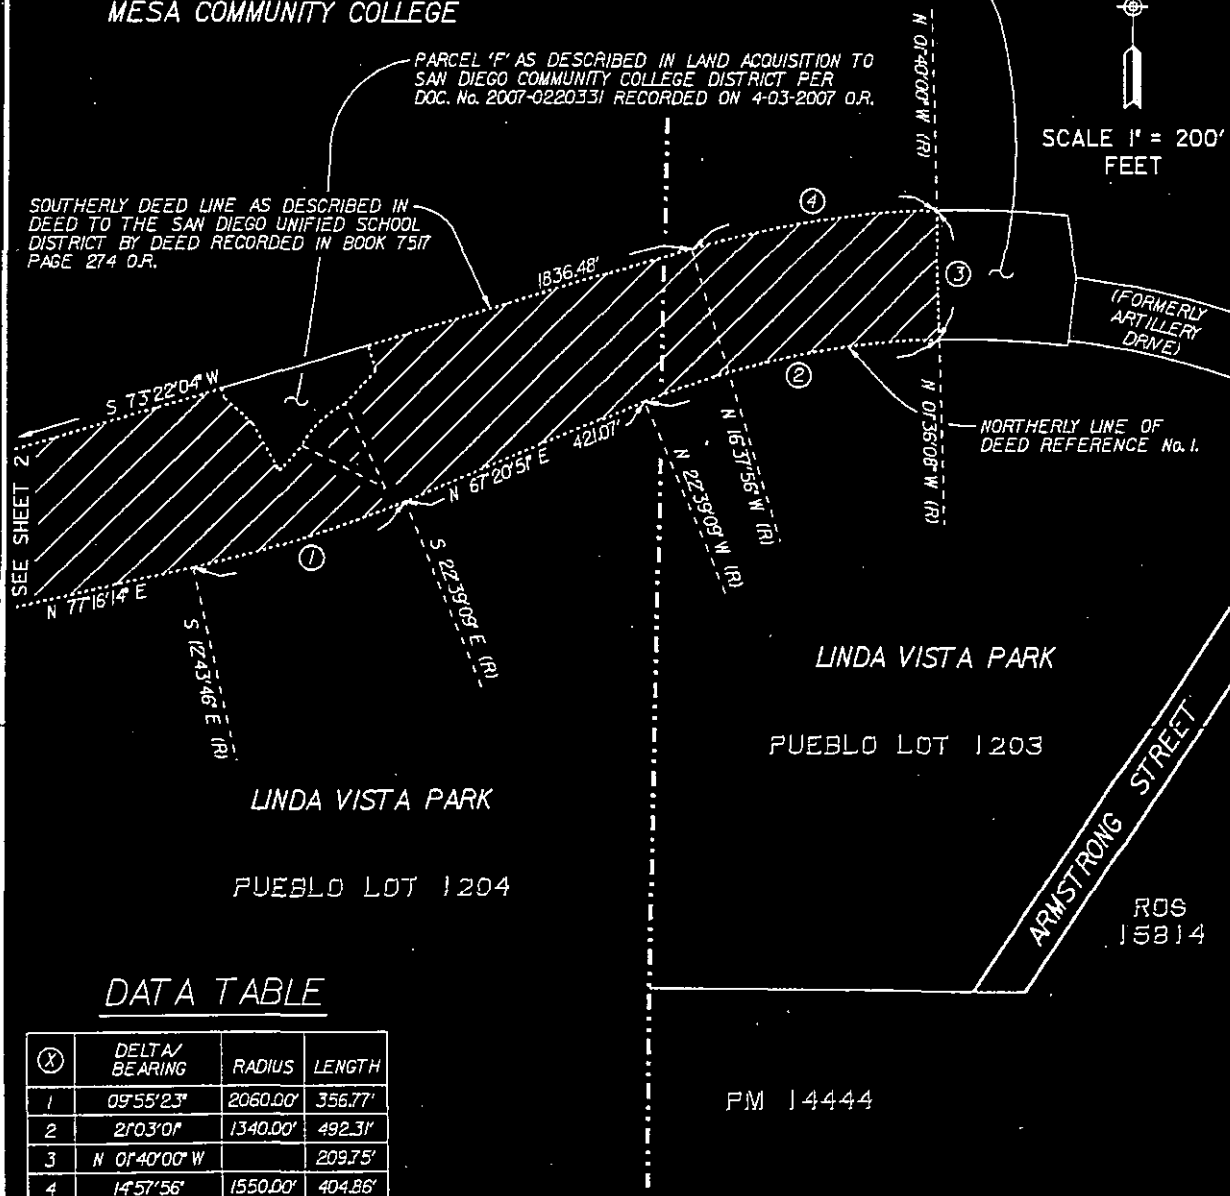 MESA COMMUNITY COLLEGE
PARCEL 'F' AS DESCRIBED IN LAND ACQUISITION TO
SAN DIEGO COMMUNITY COLLEGE DISTRICT PER
DOC. No. 2007-0220331 RECORDED ON 4-03-2007 O.R.
N 01°40'00" W (R)
SCALE 1" = 200'
FEET
SOUTHERLY DEED LINE AS DESCRIBED IN
DEED TO THE SAN DIEGO UNIFIED SCHOOL
DISTRICT BY DEED RECORDED IN BOOK 7517
PAGE 274 O.R.
4
1836.48'
3
(FORMERLY
ARTILLERY
DRIVE)
S 73°22'04" W
2
N 01°36'08" W (R)
NORTHERLY LINE OF
DEED REFERENCE No. 1.
SEE SHEET 2
N 67°20'51" E
421.07'
N 16°37'56" W (R)
N 22°39'09" W (R)
1
N 77°16'14" E
S 12°43'46" E (R)
S 22°39'09" E (R)
LINDA VISTA PARK
PUEBLO LOT 1203
LINDA VISTA PARK
PUEBLO LOT 1204
ARMSTRONG STREET
ROS
15814
DATA TABLE
X DELTA/ BEARING RADIUS LENGTH
1 09°55'23" 2060.00' 356.77'
2 21°03'01" 1340.00' 492.31'
3 N 01°40'00" W 209.75'
4 14°57'56" 1550.00' 404.86'
PM 14444